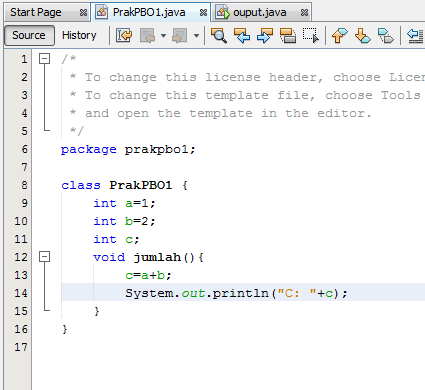 Start Page PrakPBO1.java ouput.java
Source History
1 /*
2 * To change this license header, choose Licen
3 * To change this template file, choose Tools
4 * and open the template in the editor.
5 */
6 package prakpbo1;
7
8 class PrakPBO1 {
9 int a=1;
10 int b=2;
11 int c;
12 void jumlah(){
13 c=a+b;
14 System.out.println("C: "+c);
15 }
16 }
17